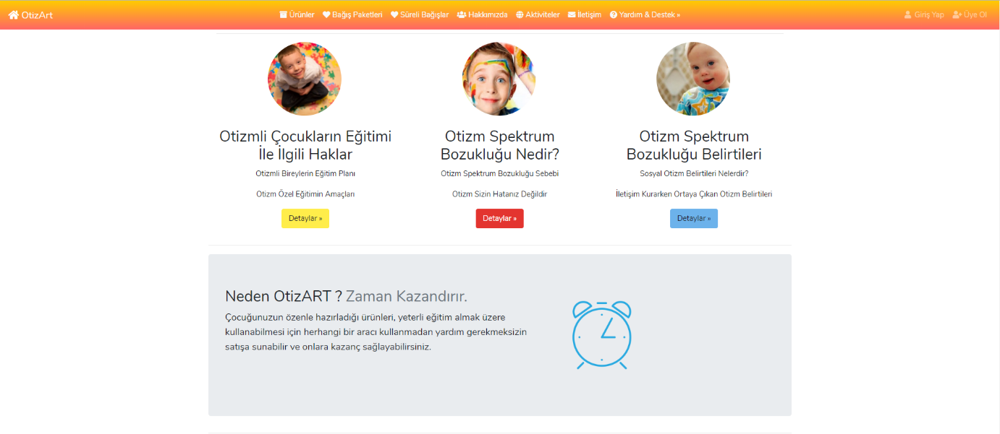 OtizArt
Ürünler
Bağış Paketleri
Süreli Bağışlar
Hakkımızda
Aktiviteler
İletişim
Yardım & Destek »
Giriş Yap
Üye Ol
Otizmli Çocukların Eğitimi
İle İlgili Haklar
Otizmli Bireylerin Eğitim Planı
Otizm Özel Eğitimin Amaçları
Detaylar »
Otizm Spektrum
Bozukluğu Nedir?
Otizm Spektrum Bozukluğu Sebebi
Otizm Sizin Hatanız Değildir
Detaylar »
Otizm Spektrum
Bozukluğu Belirtileri
Sosyal Otizm Belirtileri Nelerdir?
İletişim Kurarken Ortaya Çıkan Otizm Belirtileri
Detaylar »
Neden OtizART ? Zaman Kazandırır.
Çocuğunuzun özenle hazırladığı ürünleri, yeterli eğitim almak üzere
kullanabilmesi için herhangi bir aracı kullanmadan yardım gerekmeksizin
satışa sunabilir ve onlara kazanç sağlayabilirsiniz.